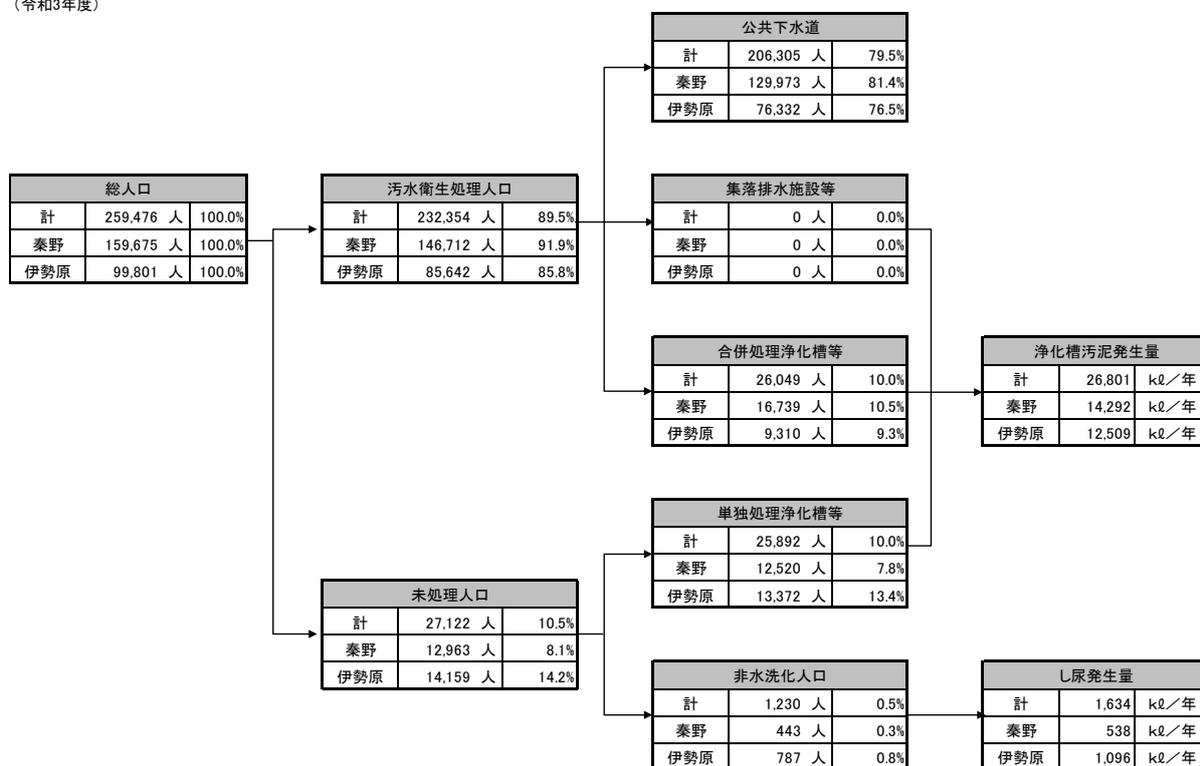 （令和3年度）
公共下水道
計 206,305 人 79.5%
秦野 129,973 人 81.4%
伊勢原 76,332 人 76.5%
総人口
計 259,476 人 100.0%
秦野 159,675 人 100.0%
伊勢原 99,801 人 100.0%
汚水衛生処理人口
計 232,354 人 89.5%
秦野 146,712 人 91.9%
伊勢原 85,642 人 85.8%
集落排水施設等
計 0 人 0.0%
秦野 0 人 0.0%
伊勢原 0 人 0.0%
合併処理浄化槽等
計 26,049 人 10.0%
秦野 16,739 人 10.5%
伊勢原 9,310 人 9.3%
浄化槽汚泥発生量
計 26,801 kℓ／年
秦野 14,292 kℓ／年
伊勢原 12,509 kℓ／年
単独処理浄化槽等
計 25,892 人 10.0%
秦野 12,520 人 7.8%
伊勢原 13,372 人 13.4%
未処理人口
計 27,122 人 10.5%
秦野 12,963 人 8.1%
伊勢原 14,159 人 14.2%
非水洗化人口
計 1,230 人 0.5%
秦野 443 人 0.3%
伊勢原 787 人 0.8%
し尿発生量
計 1,634 kℓ／年
秦野 538 kℓ／年
伊勢原 1,096 kℓ／年